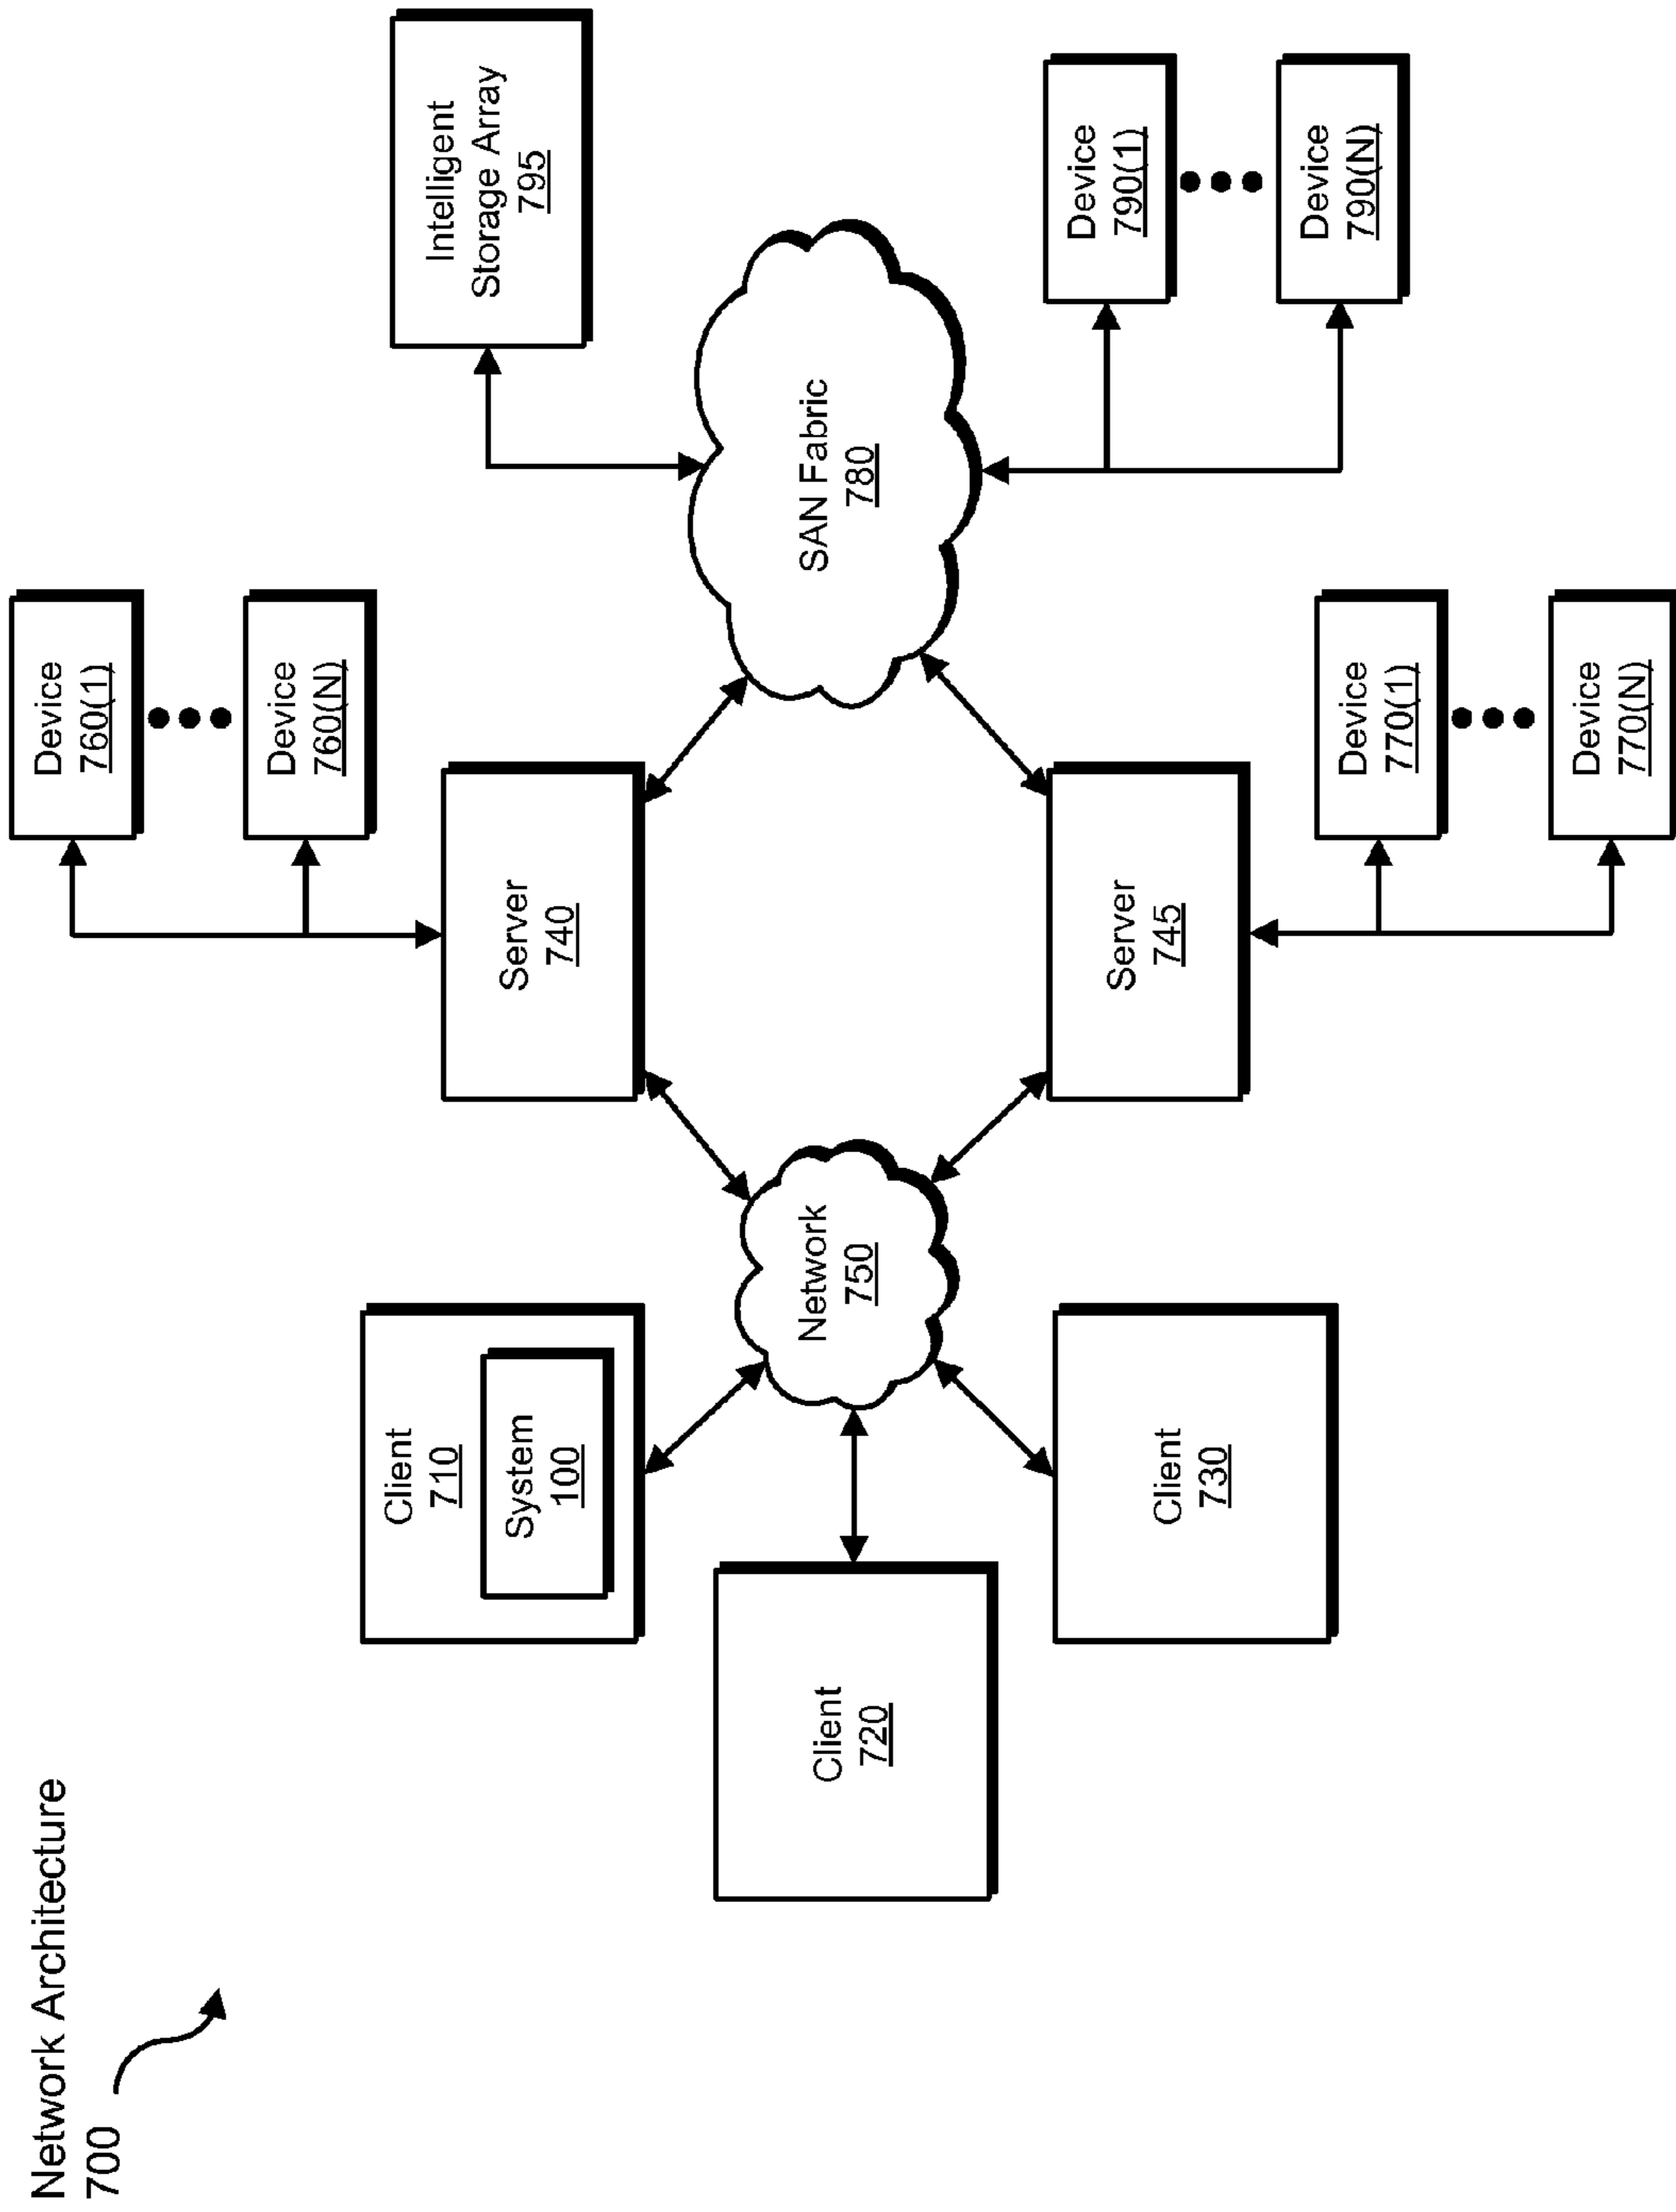 Network Architecture
700
Client
710
System
100
Client
720
Client
730
Network
750
Device
760(1)
Device
760(N)
Server
740
Server
745
Device
770(1)
Device
770(N)
SAN Fabric
780
Intelligent
Storage Array
795
Device
790(1)
Device
790(N)